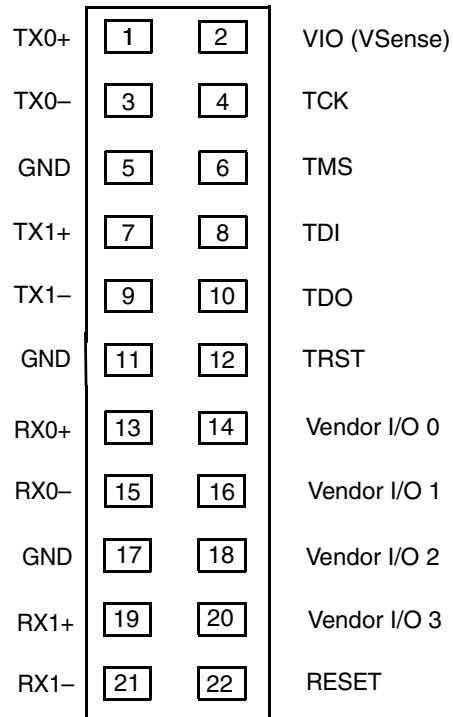 TX0+ 1 2 VIO (VSense)
TX0– 3 4 TCK
GND 5 6 TMS
TX1+ 7 8 TDI
TX1– 9 10 TDO
GND 11 12 TRST
RX0+ 13 14 Vendor I/O 0
RX0– 15 16 Vendor I/O 1
GND 17 18 Vendor I/O 2
RX1+ 19 20 Vendor I/O 3
RX1– 21 22 RESET